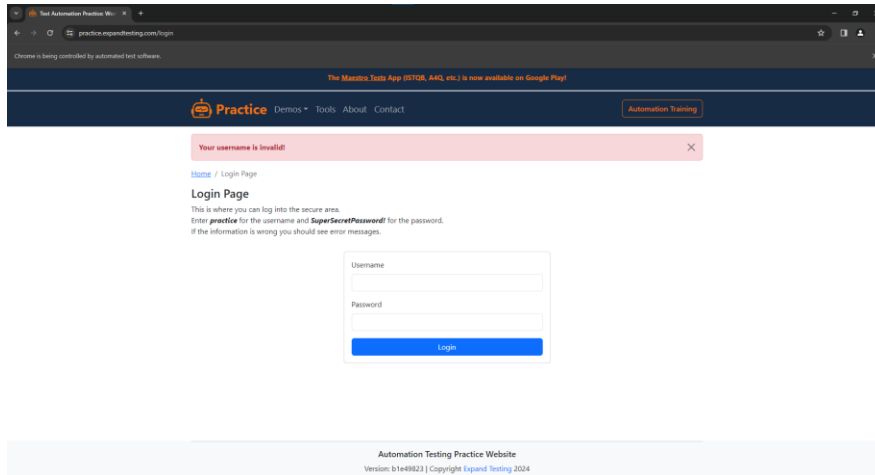 Test Automation Practice We
practice.expandtesting.com/login
Chrome is being controlled by automated test software.
The Maestro Tests App (ISTQB, A4Q, etc.) is now available on Google Play!
Practice Demos Tools About Contact Automation Training
Your username is invalid!
Home / Login Page
Login Page
This is where you can log into the secure area.
Enter practice for the username and SuperSecretPassword! for the password.
If the information is wrong you should see error messages.
Username
Password
Login
Automation Testing Practice Website
Version: b1e49823 | Copyright Expand Testing 2024